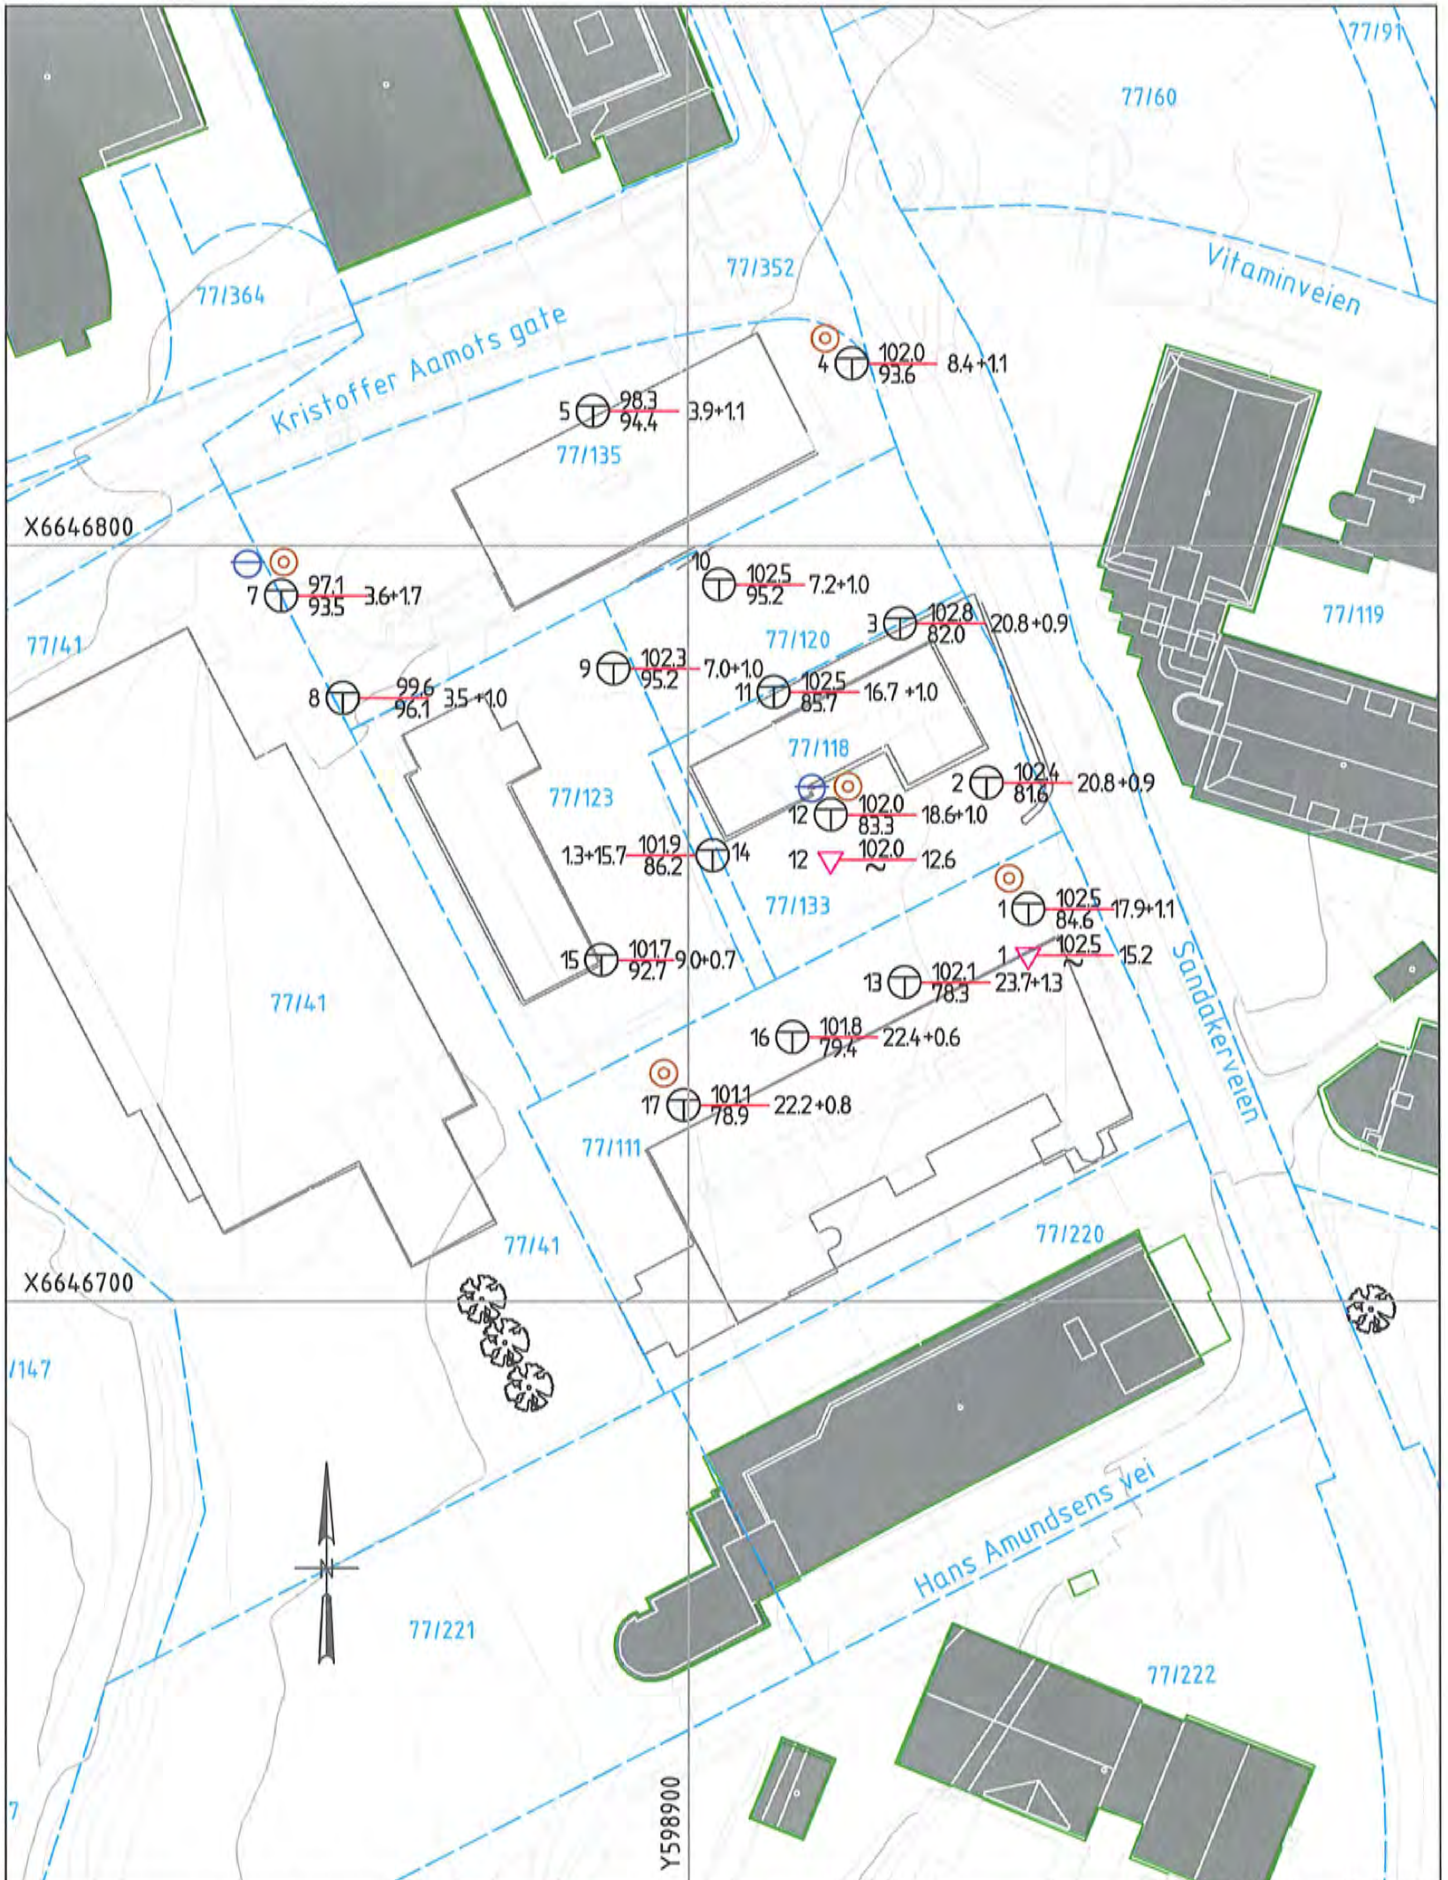 77/91
77/60
77/352
Vitaminveien
77/364
Kristoffer Aamots gate
4 102.0 8.4+1.1
93.6
5 98.3 3.9+1.1
94.4
77/135
X6646800
10
102.5 7.2+1.0
95.2
7 97.1 3.6+1.7
93.5
77/119
77/41
77/120
3 102.8 20.8+0.9
82.0
9 102.3 7.0+1.0
95.2
8 99.6 3.5+1.0
96.1
11 102.5 16.7 +1.0
85.7
77/118
2 102.4 20.8+0.9
81.6
77/123
12 102.0 18.6+1.0
83.3
1.3+15.7 101.9 14
86.2
12 102.0 12.6
~
77/133
1 102.5 17.9+1.1
84.6
15 101.7 9.0+0.7
92.7
1 102.5 15.2
~
13 102.1 23.7+1.3
78.3
77/41
Sandakerveien
16 101.8 22.4+0.6
79.4
17 101.1 22.2+0.8
78.9
77/111
77/41
77/220
X6646700
/147
Hans Amundsens vei
N
77/221
77/222
7
Y598900